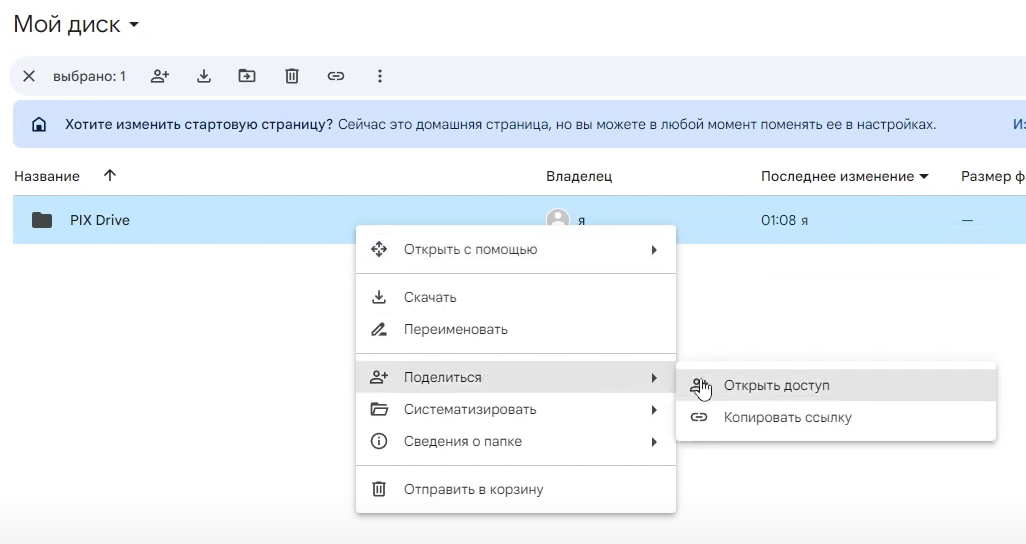 Мой диск
выбрано: 1
Хотите изменить стартовую страницу? Сейчас это домашняя страница, но вы можете в любой момент поменять ее в настройках.
Название Владелец Последнее изменение Размер
PIX Drive я 01:08 я —
Открыть с помощью
Скачать
Переименовать
Поделиться
Открыть доступ
Систематизировать
Копировать ссылку
Сведения о папке
Отправить в корзину